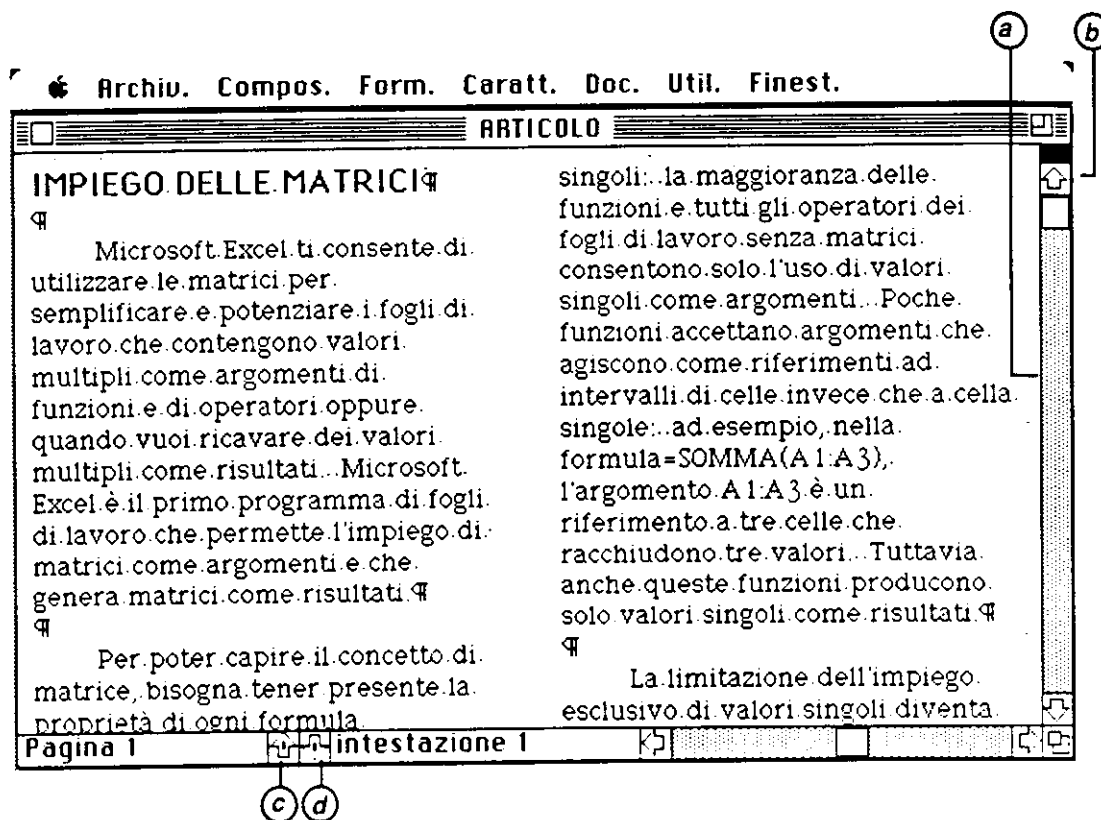 a b
Archiv. Compos. Form. Caratt. Doc. Util. Finest.
ARTICOLO
IMPIEGO.DELLE.MATRICI¶
¶
Microsoft.Excel.ti.consente.di.
utilizzare.le.matrici.per.
semplificare.e.potenziare.i.fogli.di.
lavoro.che.contengono.valori.
multipli.come.argomenti.di.
funzioni.e.di.operatori.oppure.
quando.vuoi.ricavare.dei.valori.
multipli.come.risultati...Microsoft.
Excel.è.il.primo.programma.di.fogli.
di.lavoro.che.permette.l'impiego.di.
matrici.come.argomenti.e.che.
genera.matrici.come.risultati.¶
¶
Per.poter.capire.il.concetto.di.
matrice,.bisogna.tener.presente.la.
proprietà.di.ogni.formula.
singoli:..la.maggioranza.delle.
funzioni.e.tutti.gli.operatori.dei.
fogli.di.lavoro.senza.matrici.
consentono.solo.l'uso.di.valori.
singoli.come.argomenti...Poche.
funzioni.accettano.argomenti.che.
agiscono.come.riferimenti.ad.
intervalli.di.celle.invece.che.a.cella.
singole:..ad.esempio,.nella.
formula=SOMMA(A1:A3),.
l'argomento.A1:A3.è.un.
riferimento.a.tre.celle.che.
racchiudono.tre.valori...Tuttavia.
anche.queste.funzioni.producono.
solo.valori.singoli.come.risultati.¶
¶
La.limitazione.dell'impiego.
esclusivo.di.valori.singoli.diventa.
Pagina 1 intestazione 1
c d